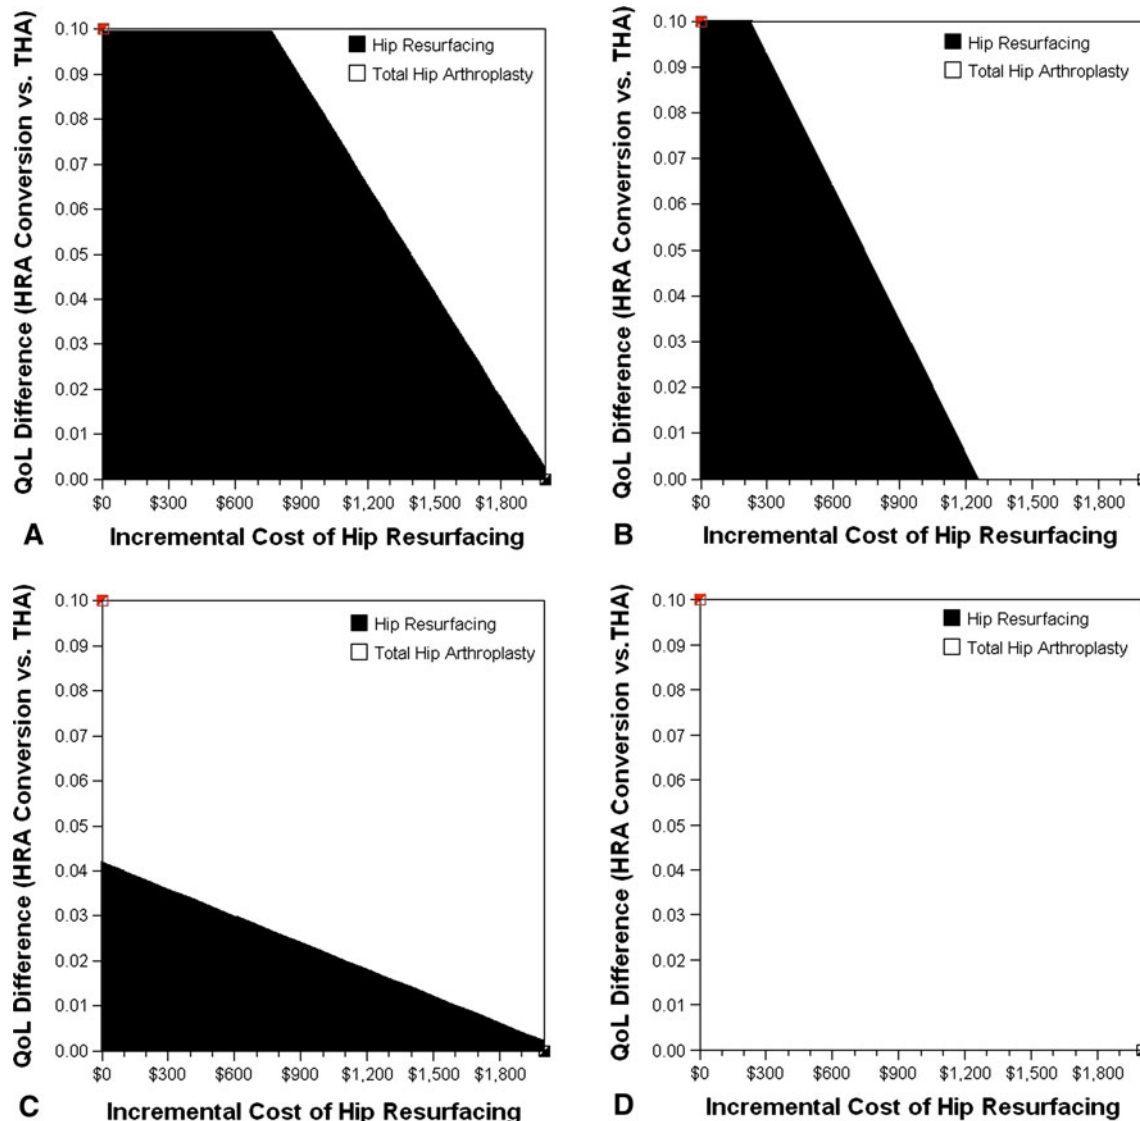 QoL Difference (HRA Conversion vs. THA)
0.10
0.09
0.08
0.07
0.06
0.05
0.04
0.03
0.02
0.01
0.00
Hip Resurfacing
Total Hip Arthroplasty
$0 $300 $600 $900 $1,200 $1,500 $1,800
A Incremental Cost of Hip Resurfacing
QoL Difference (HRA Converrsion vs. THA)
0.10
0.09
0.08
0.07
0.06
0.05
0.04
0.03
0.02
0.01
0.00
Hip Resurfacing
Total Hip Arthroplasty
$0 $300 $600 $900 $1,200 $1,500 $1,800
B Incremental Cost of Hip Resurfacing
QoL Difference (HRA Conversion vs. THA)
0.10
0.09
0.08
0.07
0.06
0.05
0.04
0.03
0.02
0.01
0.00
Hip Resurfacing
Total Hip Arthroplasty
$0 $300 $600 $900 $1,200 $1,500 $1,800
C Incremental Cost of Hip Resurfacing
QoL Difference (HRA Conversion vs.THA)
0.10
0.09
0.08
0.07
0.06
0.05
0.04
0.03
0.02
0.01
0.00
Hip Resurfacing
Total Hip Arthroplasty
$0 $300 $600 $900 $1,200 $1,500 $1,800
D Incremental Cost of Hip Resurfacing